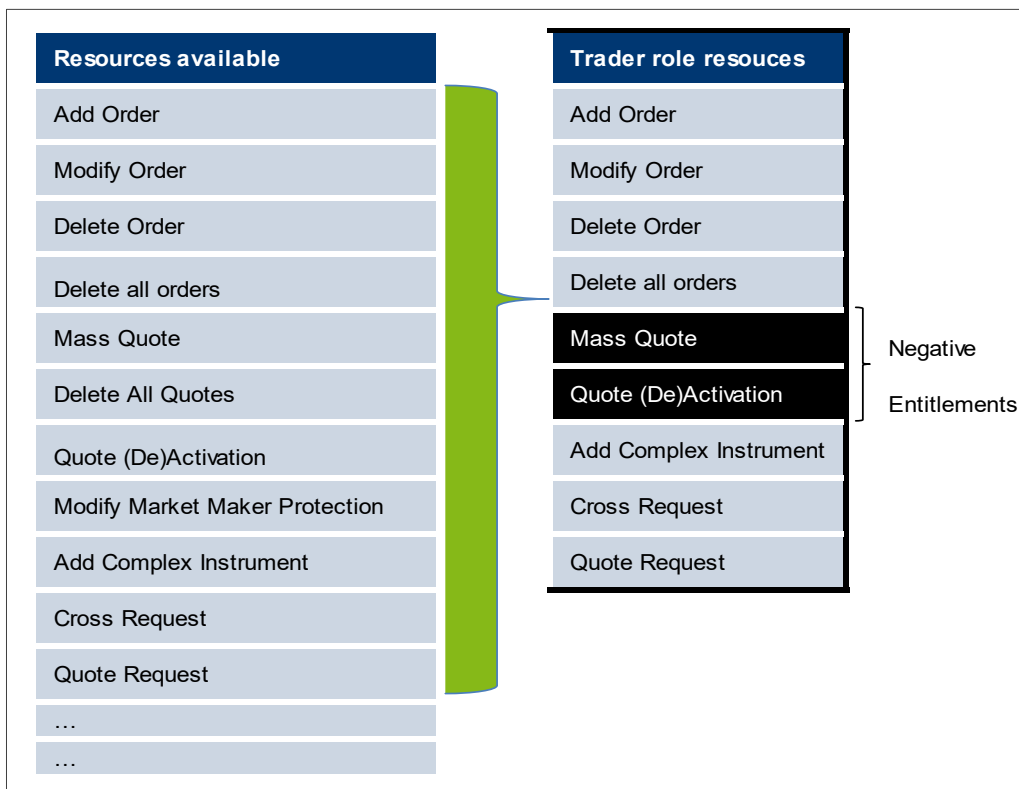 Resources available
Add Order
Modify Order
Delete Order
Delete all orders
Mass Quote
Delete All Quotes
Quote (De)Activation
Modify Market Maker Protection
Add Complex Instrument
Cross Request
Quote Request
…
…
Trader role resouces
Add Order
Modify Order
Delete Order
Delete all orders
Mass Quote
Quote (De)Activation
Add Complex Instrument
Cross Request
Quote Request
Negative
Entitlements